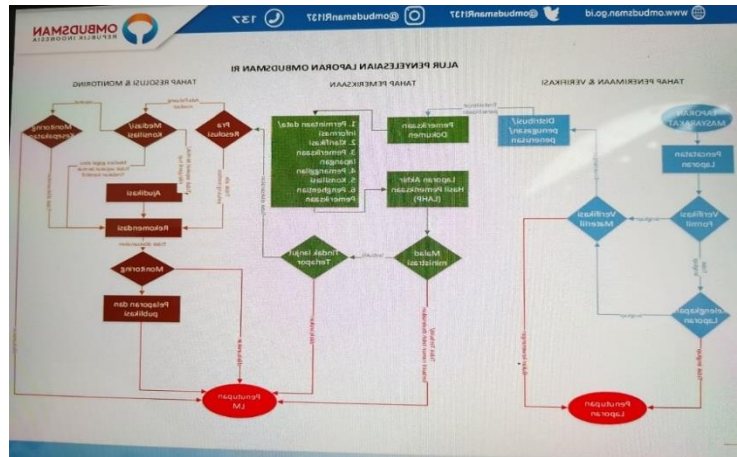 www.ombudsman.go.id
@ombudsmanRI137
@ombudsmanRI137
137
OMBUDSMAN
REPUBLIK INDONESIA
ALUR PENYELESAIAN LAPORAN OMBUDSMAN RI
TAHAP PENERIMAAN & VERIFIKASI
TAHAP PEMERIKSAAN
TAHAP RESOLUSI & MONITORING
LAPORAN
MASYARAKAT
Pencatatan
Laporan
Verifikasi
Formil
Kelengkapan
Laporan
Verifikasi
Materiil
Distribusi/
penugasan/
penerusan
Penutupan
Laporan
Pemeriksaan
Dokumen
Laporan Akhir
Hasil Pemeriksaan
(LAHP)
Malad
ministrasi
1. Permintaan data/
informasi
2. Klarifikasi
3. Pemeriksaan
lapangan
4. Pemanggilan
5. Konsiliasi
6. Penghentian
Pemeriksaan
Tindak lanjut
Terlapor
Penutupan
LM
Pra
Resolusi
Mediasi/
Konsiliasi
Monitoring
Kesepakatan
Ajudikasi
Rekomendasi
Monitoring
Pelaporan dan
publikasi